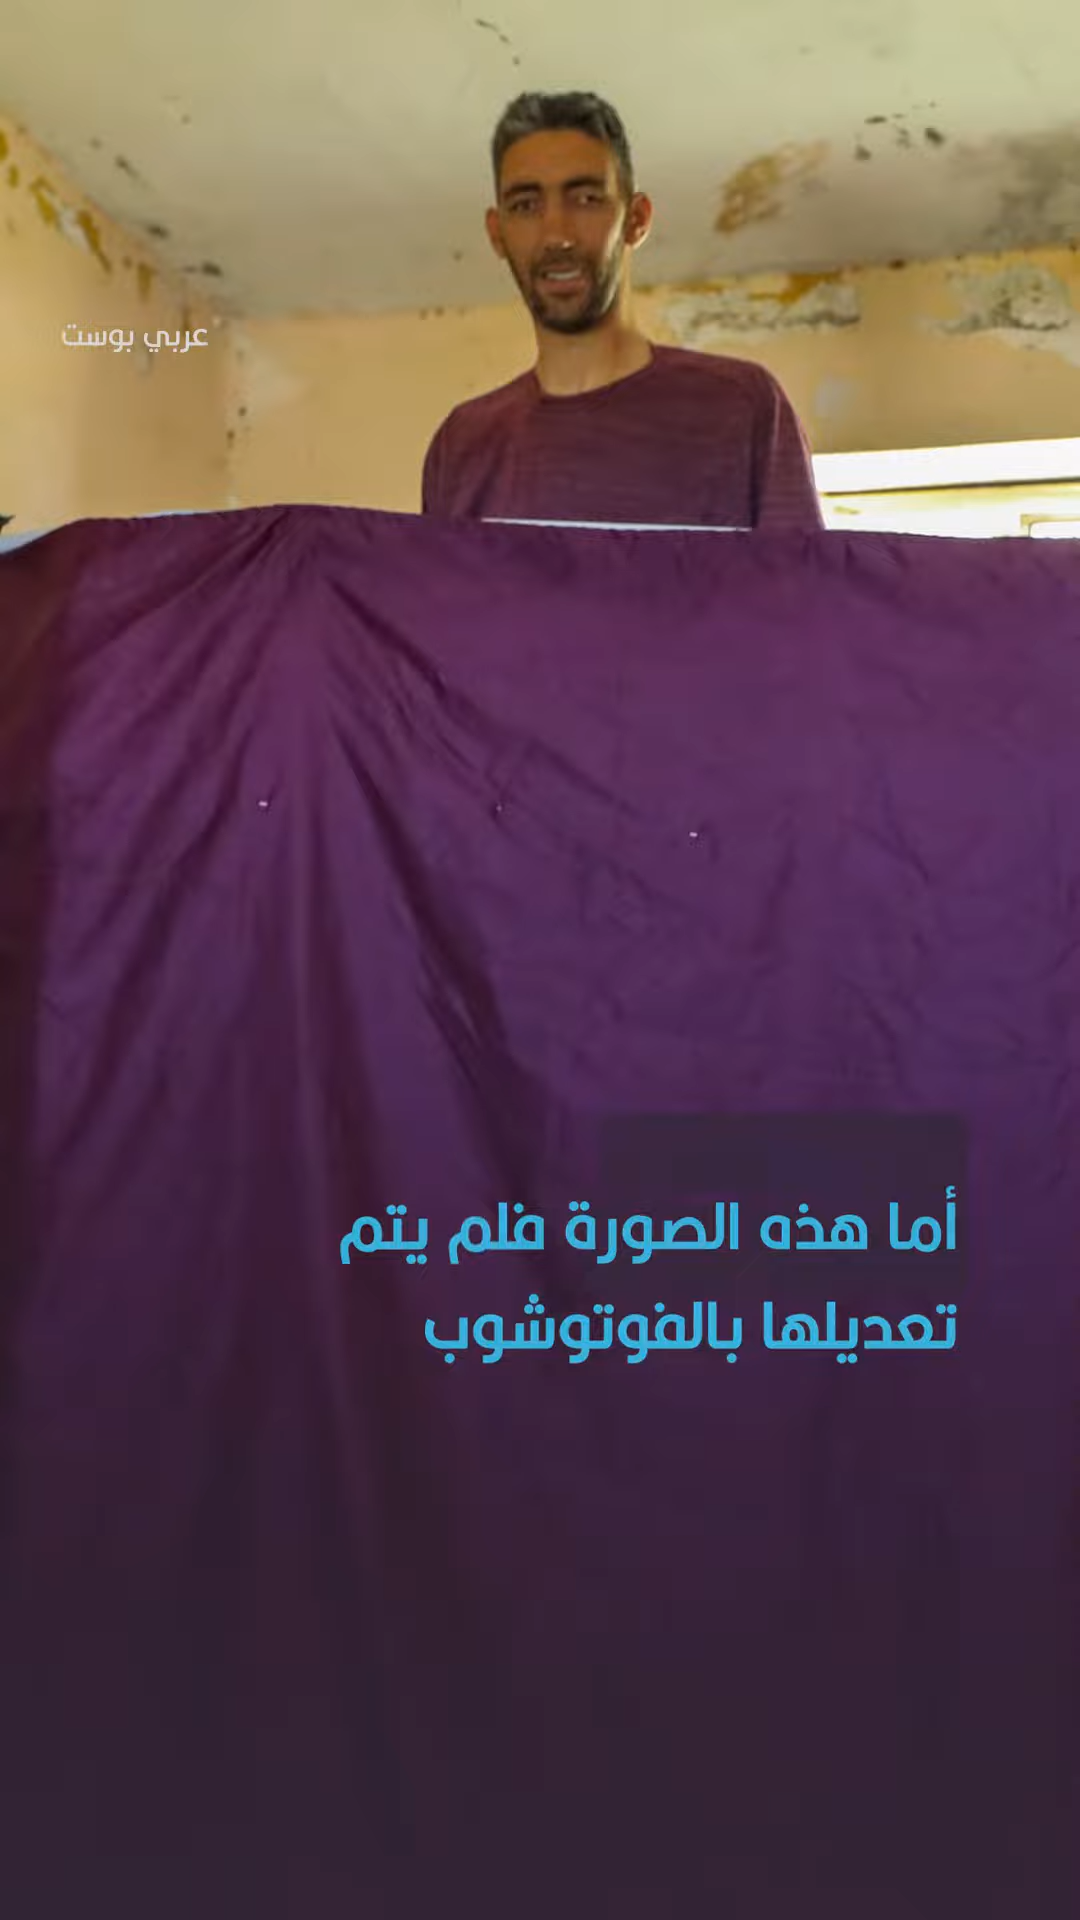 عربي بوست
أما هذه الصورة فلم يتم
تعديلها بالفوتوشوب